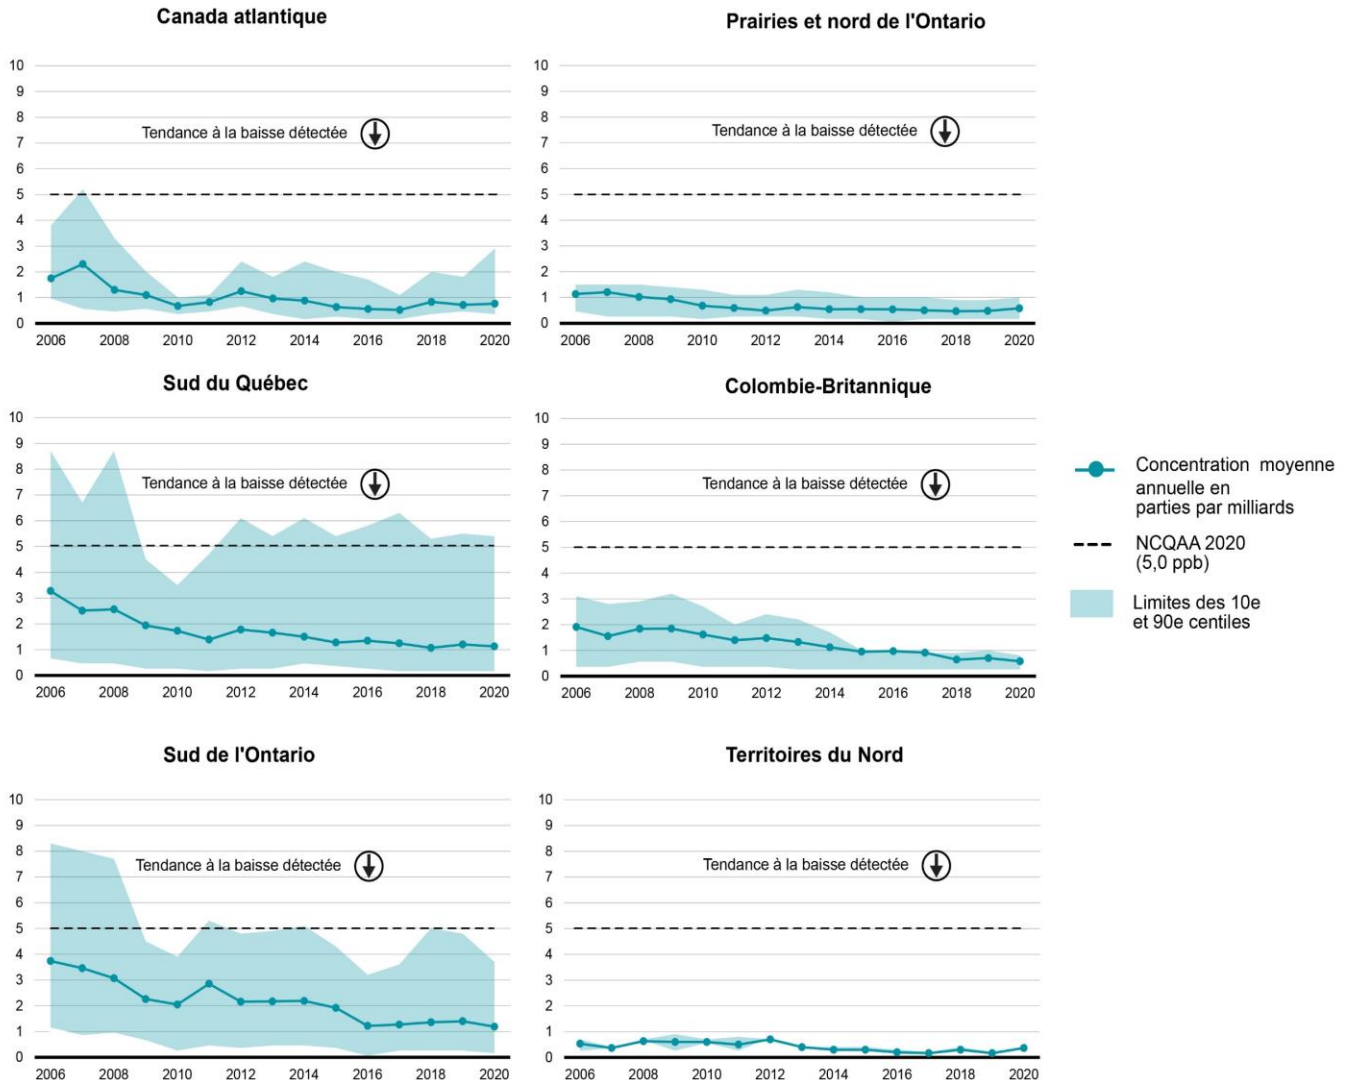 Canada atlantique
10
9
8
Tendance à la baisse détectée
7
6
5
4
3
2
1
0
2006 2008 2010 2012 2014 2016 2018 2020
Prairies et nord de l'Ontario
10
9
8
Tendance à la baisse détectée
7
6
5
4
3
2
1
0
2006 2008 2010 2012 2014 2016 2018 2020
Sud du Québec
10
9
8
Tendance à la baisse détectée
7
6
5
4
3
2
1
0
2006 2008 2010 2012 2014 2016 2018 2020
Colombie-Britannique
10
9
8
Tendance à la baisse détectée
7
6
5
4
3
2
1
0
2006 2008 2010 2012 2014 2016 2018 2020
Concentration moyenne
annuelle en
parties par milliards
NCQAA 2020
(5,0 ppb)
Limites des 10e
et 90e centiles
Sud de l'Ontario
10
9
8
Tendance à la baisse détectée
7
6
5
4
3
2
1
0
2006 2008 2010 2012 2014 2016 2018 2020
Territoires du Nord
10
9
8
Tendance à la baisse détectée
7
6
5
4
3
2
1
0
2006 2008 2010 2012 2014 2016 2018 2020